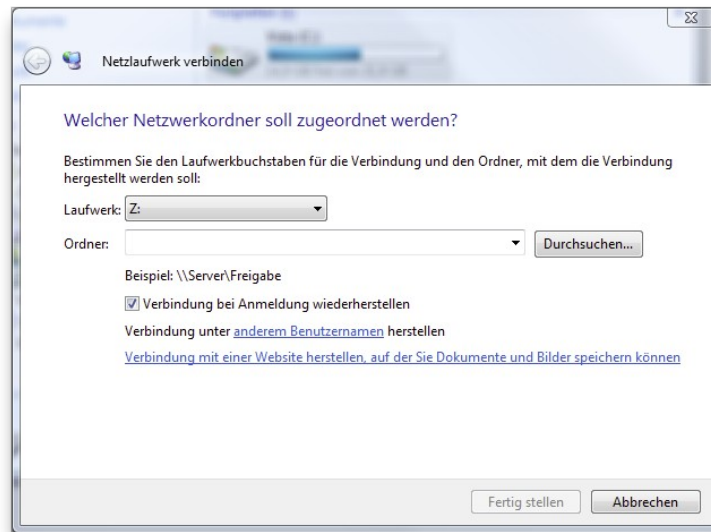 Netzlaufwerk verbinden
Welcher Netzwerkordner soll zugeordnet werden?
Bestimmen Sie den Laufwerkbuchstaben für die Verbindung und den Ordner, mit dem die Verbindung
hergestellt werden soll:
Laufwerk: Z:
Ordner: Durchsuchen...
Beispiel: \\Server\Freigabe
Verbindung bei Anmeldung wiederherstellen
Verbindung unter anderem Benutzernamen herstellen
Verbindung mit einer Website herstellen, auf der Sie Dokumente und Bilder speichern können
Fertig stellen Abbrechen